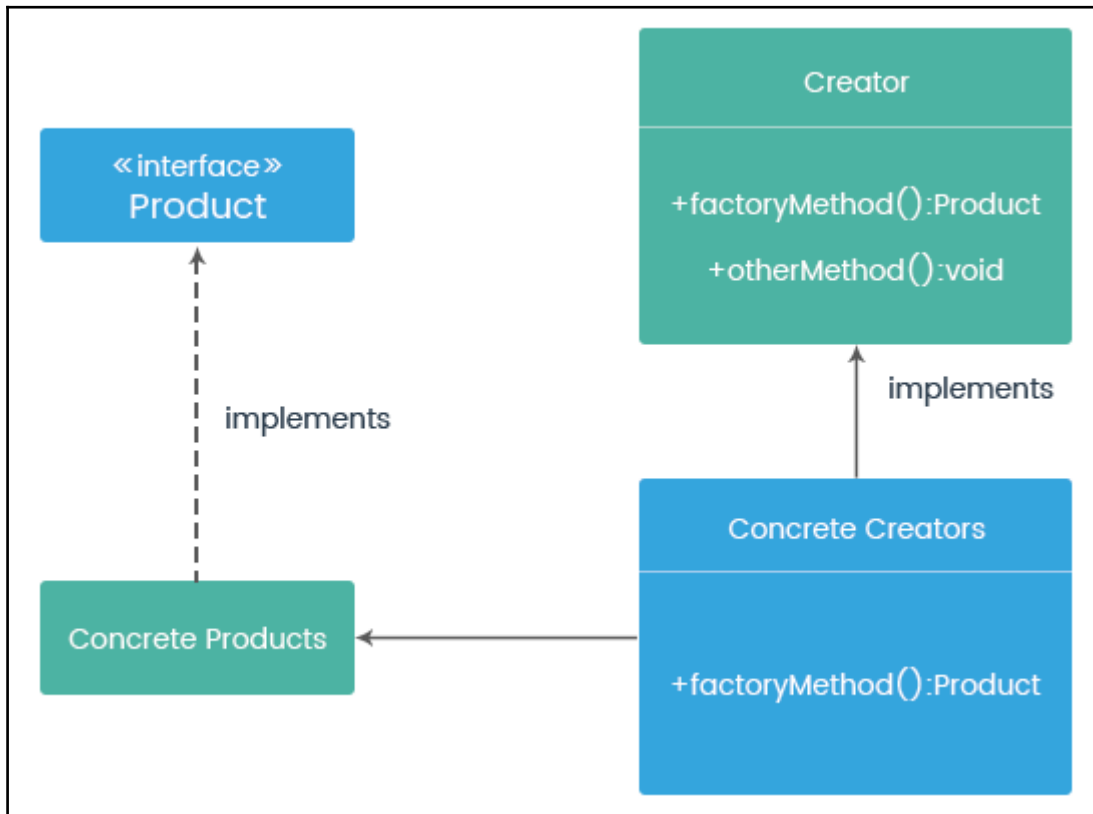 «interface»
Product
implements
Concrete Products
Creator
+factoryMethod():Product
+otherMethod():void
implements
Concrete Creators
+factoryMethod():Product